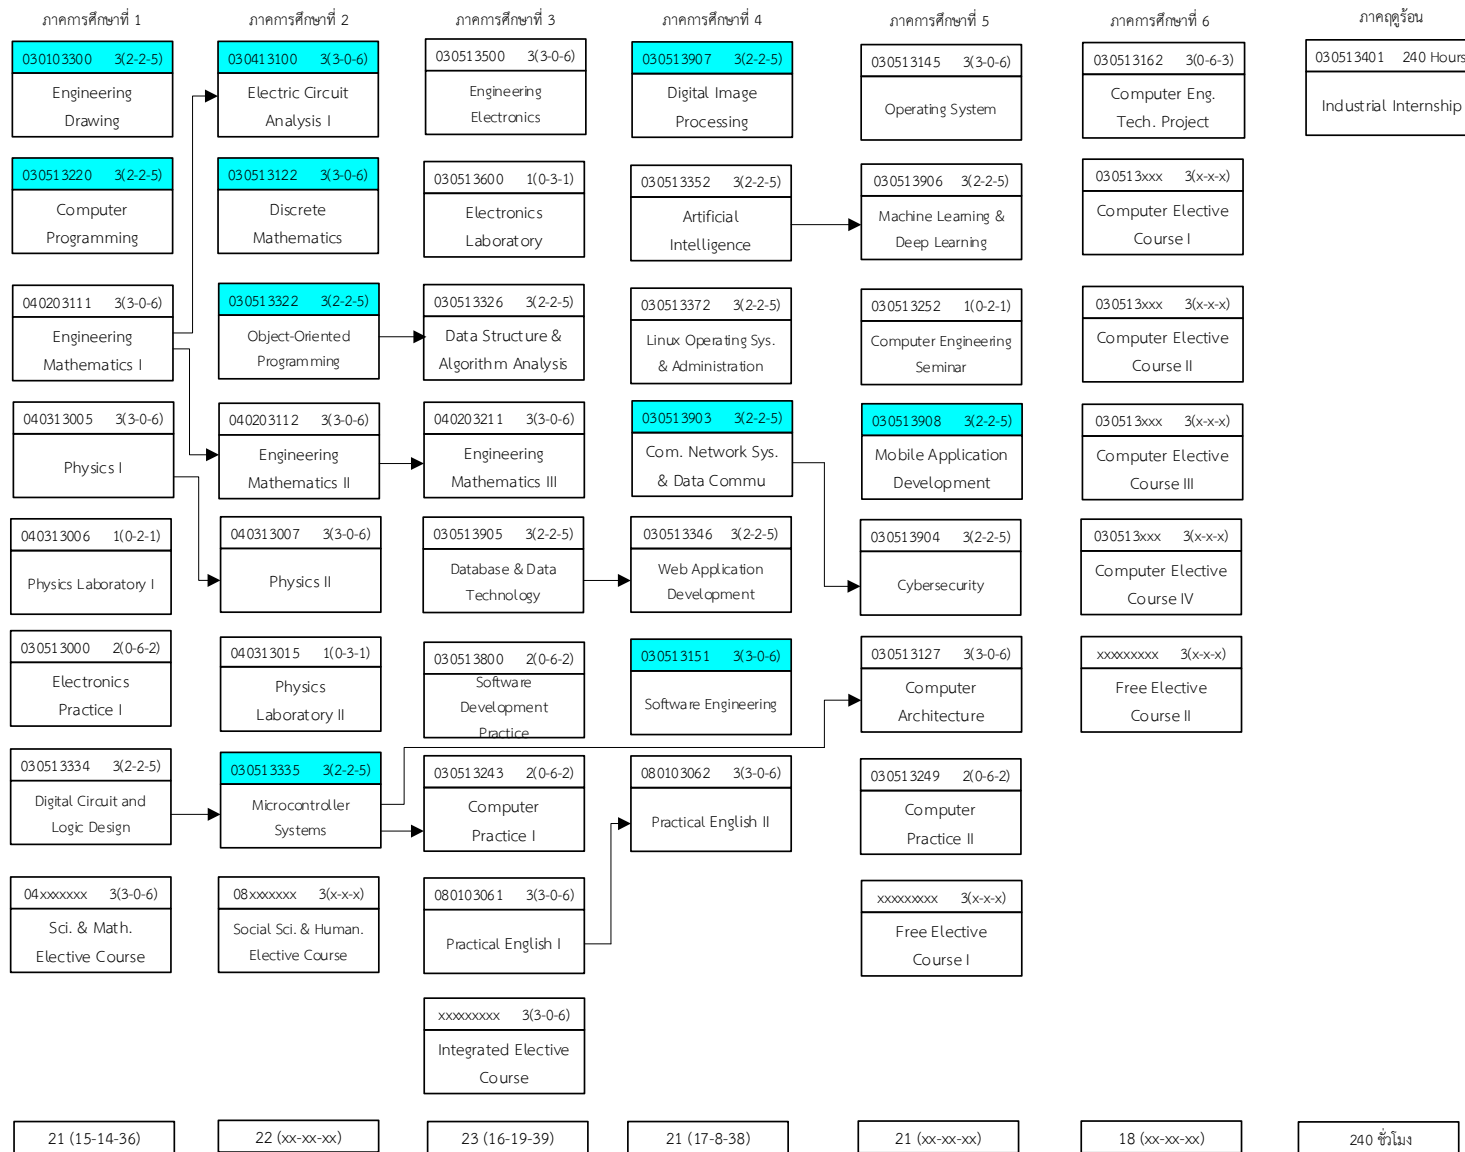 ภาคการศึกษาที่ 1
030103300 3(2-2-5)
Engineering
Drawing
030513220 3(2-2-5)
Computer
Programming
040203111 3(3-0-6)
Engineering
Mathematics I
040313005 3(3-0-6)
Physics I
040313006 1(0-2-1)
Physics Laboratory I
030513000 2(0-6-2)
Electronics
Practice I
030513334 3(2-2-5)
Digital Circuit and
Logic Design
04xxxxxxx 3(3-0-6)
Sci. & Math.
Elective Course
21 (15-14-36)
ภาคการศึกษาที่ 2
030413100 3(3-0-6)
Electric Circuit
Analysis I
030513122 3(3-0-6)
Discrete
Mathematics
030513322 3(2-2-5)
Object-Oriented
Programming
040203112 3(3-0-6)
Engineering
Mathematics II
040313007 3(3-0-6)
Physics II
040313015 1(0-3-1)
Physics
Laboratory II
030513335 3(2-2-5)
Microcontroller
Systems
08xxxxxxx 3(x-x-x)
Social Sci. & Human.
Elective Course
22 (xx-xx-xx)
ภาคการศึกษาที่ 3
030513500 3(3-0-6)
Engineering
Electronics
030513600 1(0-3-1)
Electronics
Laboratory
030513326 3(2-2-5)
Data Structure &
Algorithm Analysis
040203211 3(3-0-6)
Engineering
Mathematics III
030513905 3(2-2-5)
Database & Data
Technology
030513800 2(0-6-2)
Software
Development
Practice
030513243 2(0-6-2)
Computer
Practice I
080103061 3(3-0-6)
Practical English I
xxxxxxxxx 3(3-0-6)
Integrated Elective
Course
23 (16-19-39)
ภาคการศึกษาที่ 4
030513907 3(2-2-5)
Digital Image
Processing
030513352 3(2-2-5)
Artificial
Intelligence
030513372 3(2-2-5)
Linux Operating Sys.
& Administration
030513903 3(2-2-5)
Com. Network Sys.
& Data Commu
030513346 3(2-2-5)
Web Application
Development
030513151 3(3-0-6)
Software Engineering
080103062 3(3-0-6)
Practical English II
21 (17-8-38)
ภาคการศึกษาที่ 5
030513145 3(3-0-6)
Operating System
030513906 3(2-2-5)
Machine Learning &
Deep Learning
030513252 1(0-2-1)
Computer Engineering
Seminar
030513908 3(2-2-5)
Mobile Application
Development
030513904 3(2-2-5)
Cybersecurity
030513127 3(3-0-6)
Computer
Architecture
030513249 2(0-6-2)
Computer
Practice II
xxxxxxxxx 3(x-x-x)
Free Elective
Course I
21 (xx-xx-xx)
ภาคการศึกษาที่ 6
030513162 3(0-6-3)
Computer Eng.
Tech. Project
030513xxx 3(x-x-x)
Computer Elective
Course I
030513xxx 3(x-x-x)
Computer Elective
Course II
030513xxx 3(x-x-x)
Computer Elective
Course III
030513xxx 3(x-x-x)
Computer Elective
Course IV
xxxxxxxxx 3(x-x-x)
Free Elective
Course II
18 (xx-xx-xx)
ภาคฤดูร้อน
030513401 240 Hours
Industrial Internship
240 ชั่วโมง